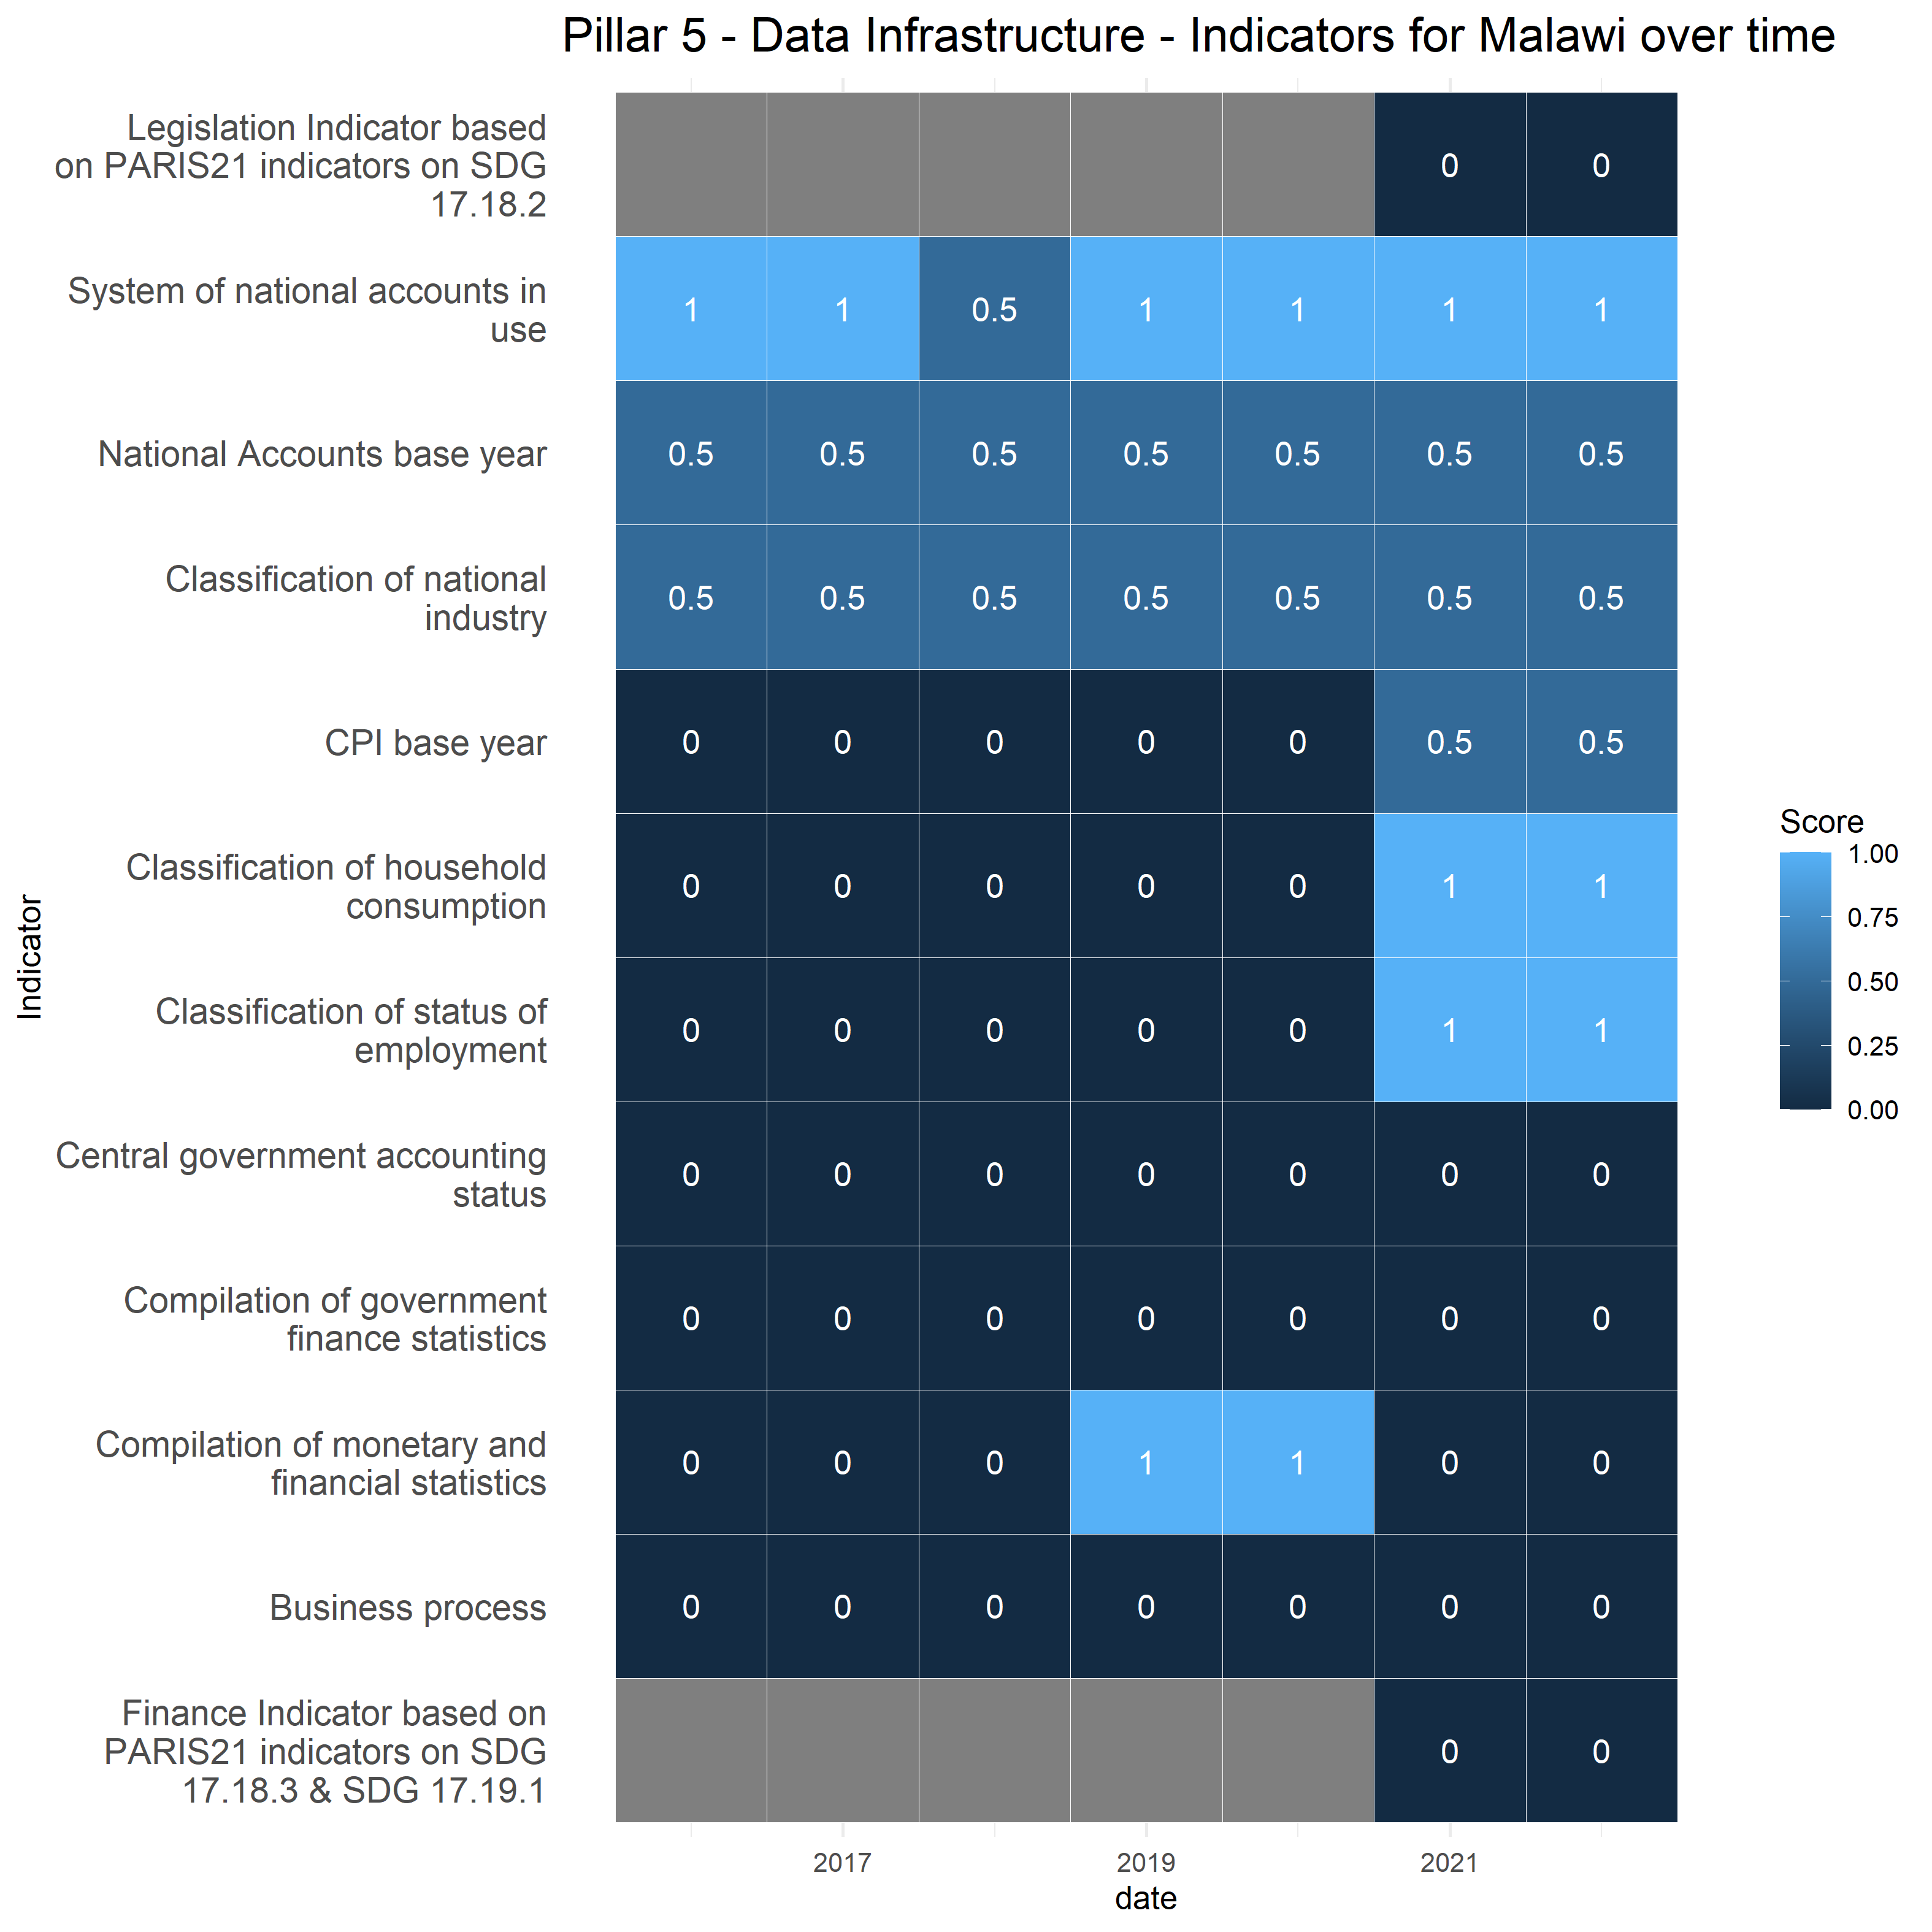 Pillar 5 - Data Infrastructure - Indicators for Malawi over time
Legislation Indicator based
on PARIS21 indicators on SDG
17.18.2
0 0
System of national accounts in
use
1 1 0.5 1 1 1 1
National Accounts base year
0.5 0.5 0.5 0.5 0.5 0.5 0.5
Classification of national
industry
0.5 0.5 0.5 0.5 0.5 0.5 0.5
CPI base year
0 0 0 0 0 0.5 0.5
Classification of household
consumption
0 0 0 0 0 1 1
Classification of status of
employment
0 0 0 0 0 1 1
Central government accounting
status
0 0 0 0 0 0 0
Compilation of government
finance statistics
0 0 0 0 0 0 0
Compilation of monetary and
financial statistics
0 0 0 1 1 0 0
Business process
0 0 0 0 0 0 0
Finance Indicator based on
PARIS21 indicators on SDG
17.18.3 & SDG 17.19.1
0 0
Indicator
2017 2019 2021
date
Score
1.00
0.75
0.50
0.25
0.00